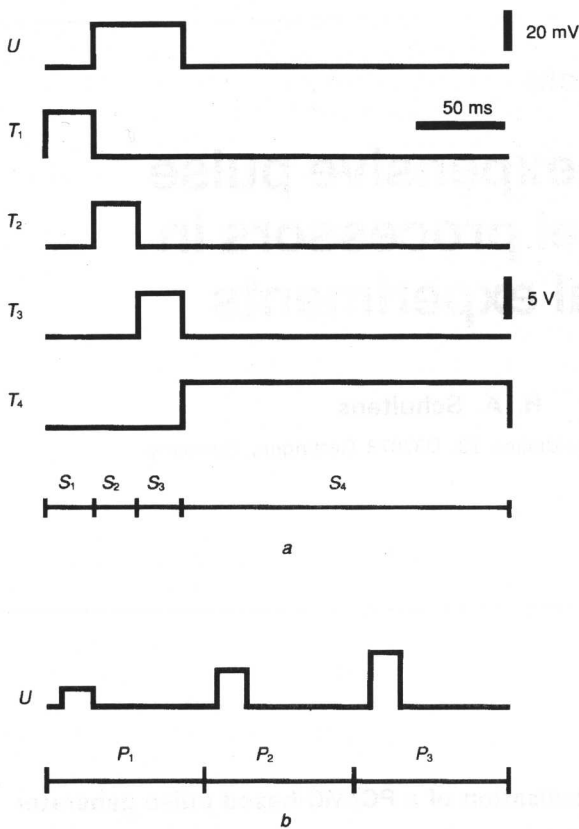 U
20 mV
50 ms
T₁
T₂
T₃
5 V
T₄
S₁ S₂ S₃ S₄
a
U
P₁ P₂ P₃
b